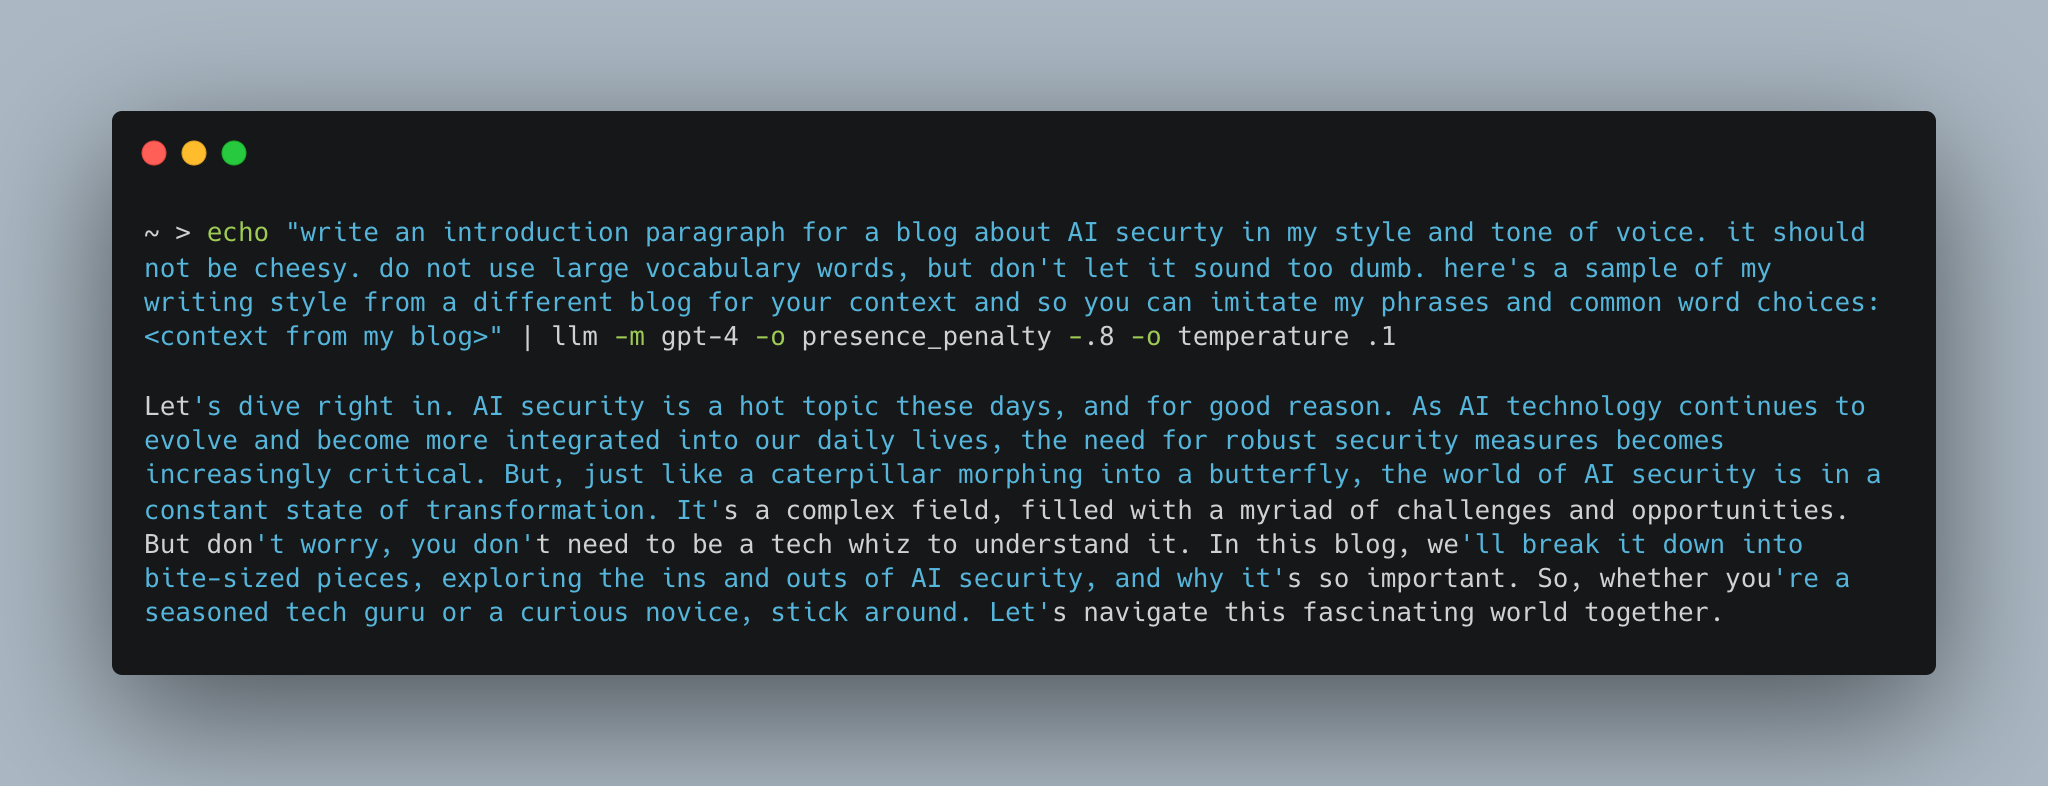 ~ > echo "write an introduction paragraph for a blog about AI securty in my style and tone of voice. it should
not be cheesy. do not use large vocabulary words, but don't let it sound too dumb. here's a sample of my
writing style from a different blog for your context and so you can imitate my phrases and common word choices:
<context from my blog>" | llm -m gpt-4 -o presence_penalty -.8 -o temperature .1
Let's dive right in. AI security is a hot topic these days, and for good reason. As AI technology continues to
evolve and become more integrated into our daily lives, the need for robust security measures becomes
increasingly critical. But, just like a caterpillar morphing into a butterfly, the world of AI security is in a
constant state of transformation. It's a complex field, filled with a myriad of challenges and opportunities.
But don't worry, you don't need to be a tech whiz to understand it. In this blog, we'll break it down into
bite-sized pieces, exploring the ins and outs of AI security, and why it's so important. So, whether you're a
seasoned tech guru or a curious novice, stick around. Let's navigate this fascinating world together.